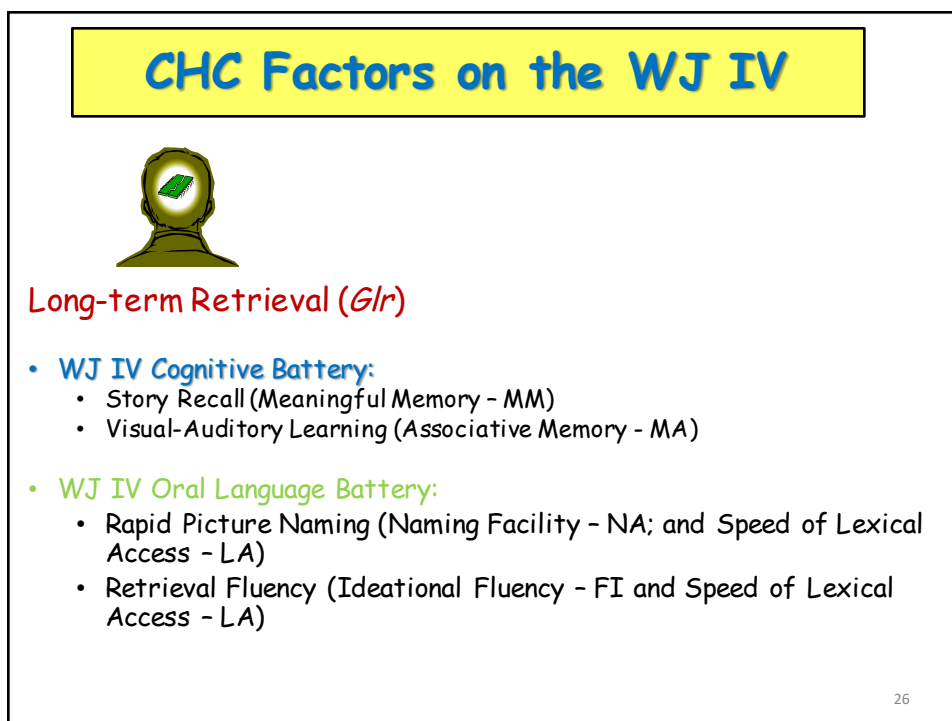 CHC Factors on the WJ IV
Long-term Retrieval (Glr)
• WJ IV Cognitive Battery:
• Story Recall (Meaningful Memory – MM)
• Visual-Auditory Learning (Associative Memory - MA)
• WJ IV Oral Language Battery:
• Rapid Picture Naming (Naming Facility – NA; and Speed of Lexical
Access – LA)
• Retrieval Fluency (Ideational Fluency – FI and Speed of Lexical
Access – LA)
26